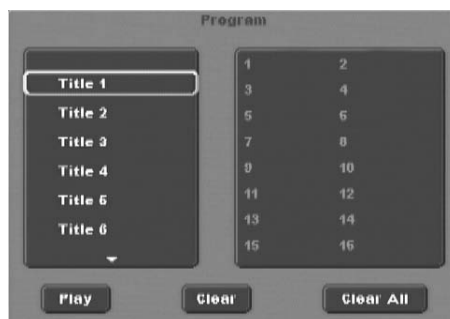 Program
Title 1
Title 2
Title 3
Title 4
Title 5
Title 6
1 2
3 4
5 6
7 8
9 10
11 12
13 14
15 16
Play Clear Clear All